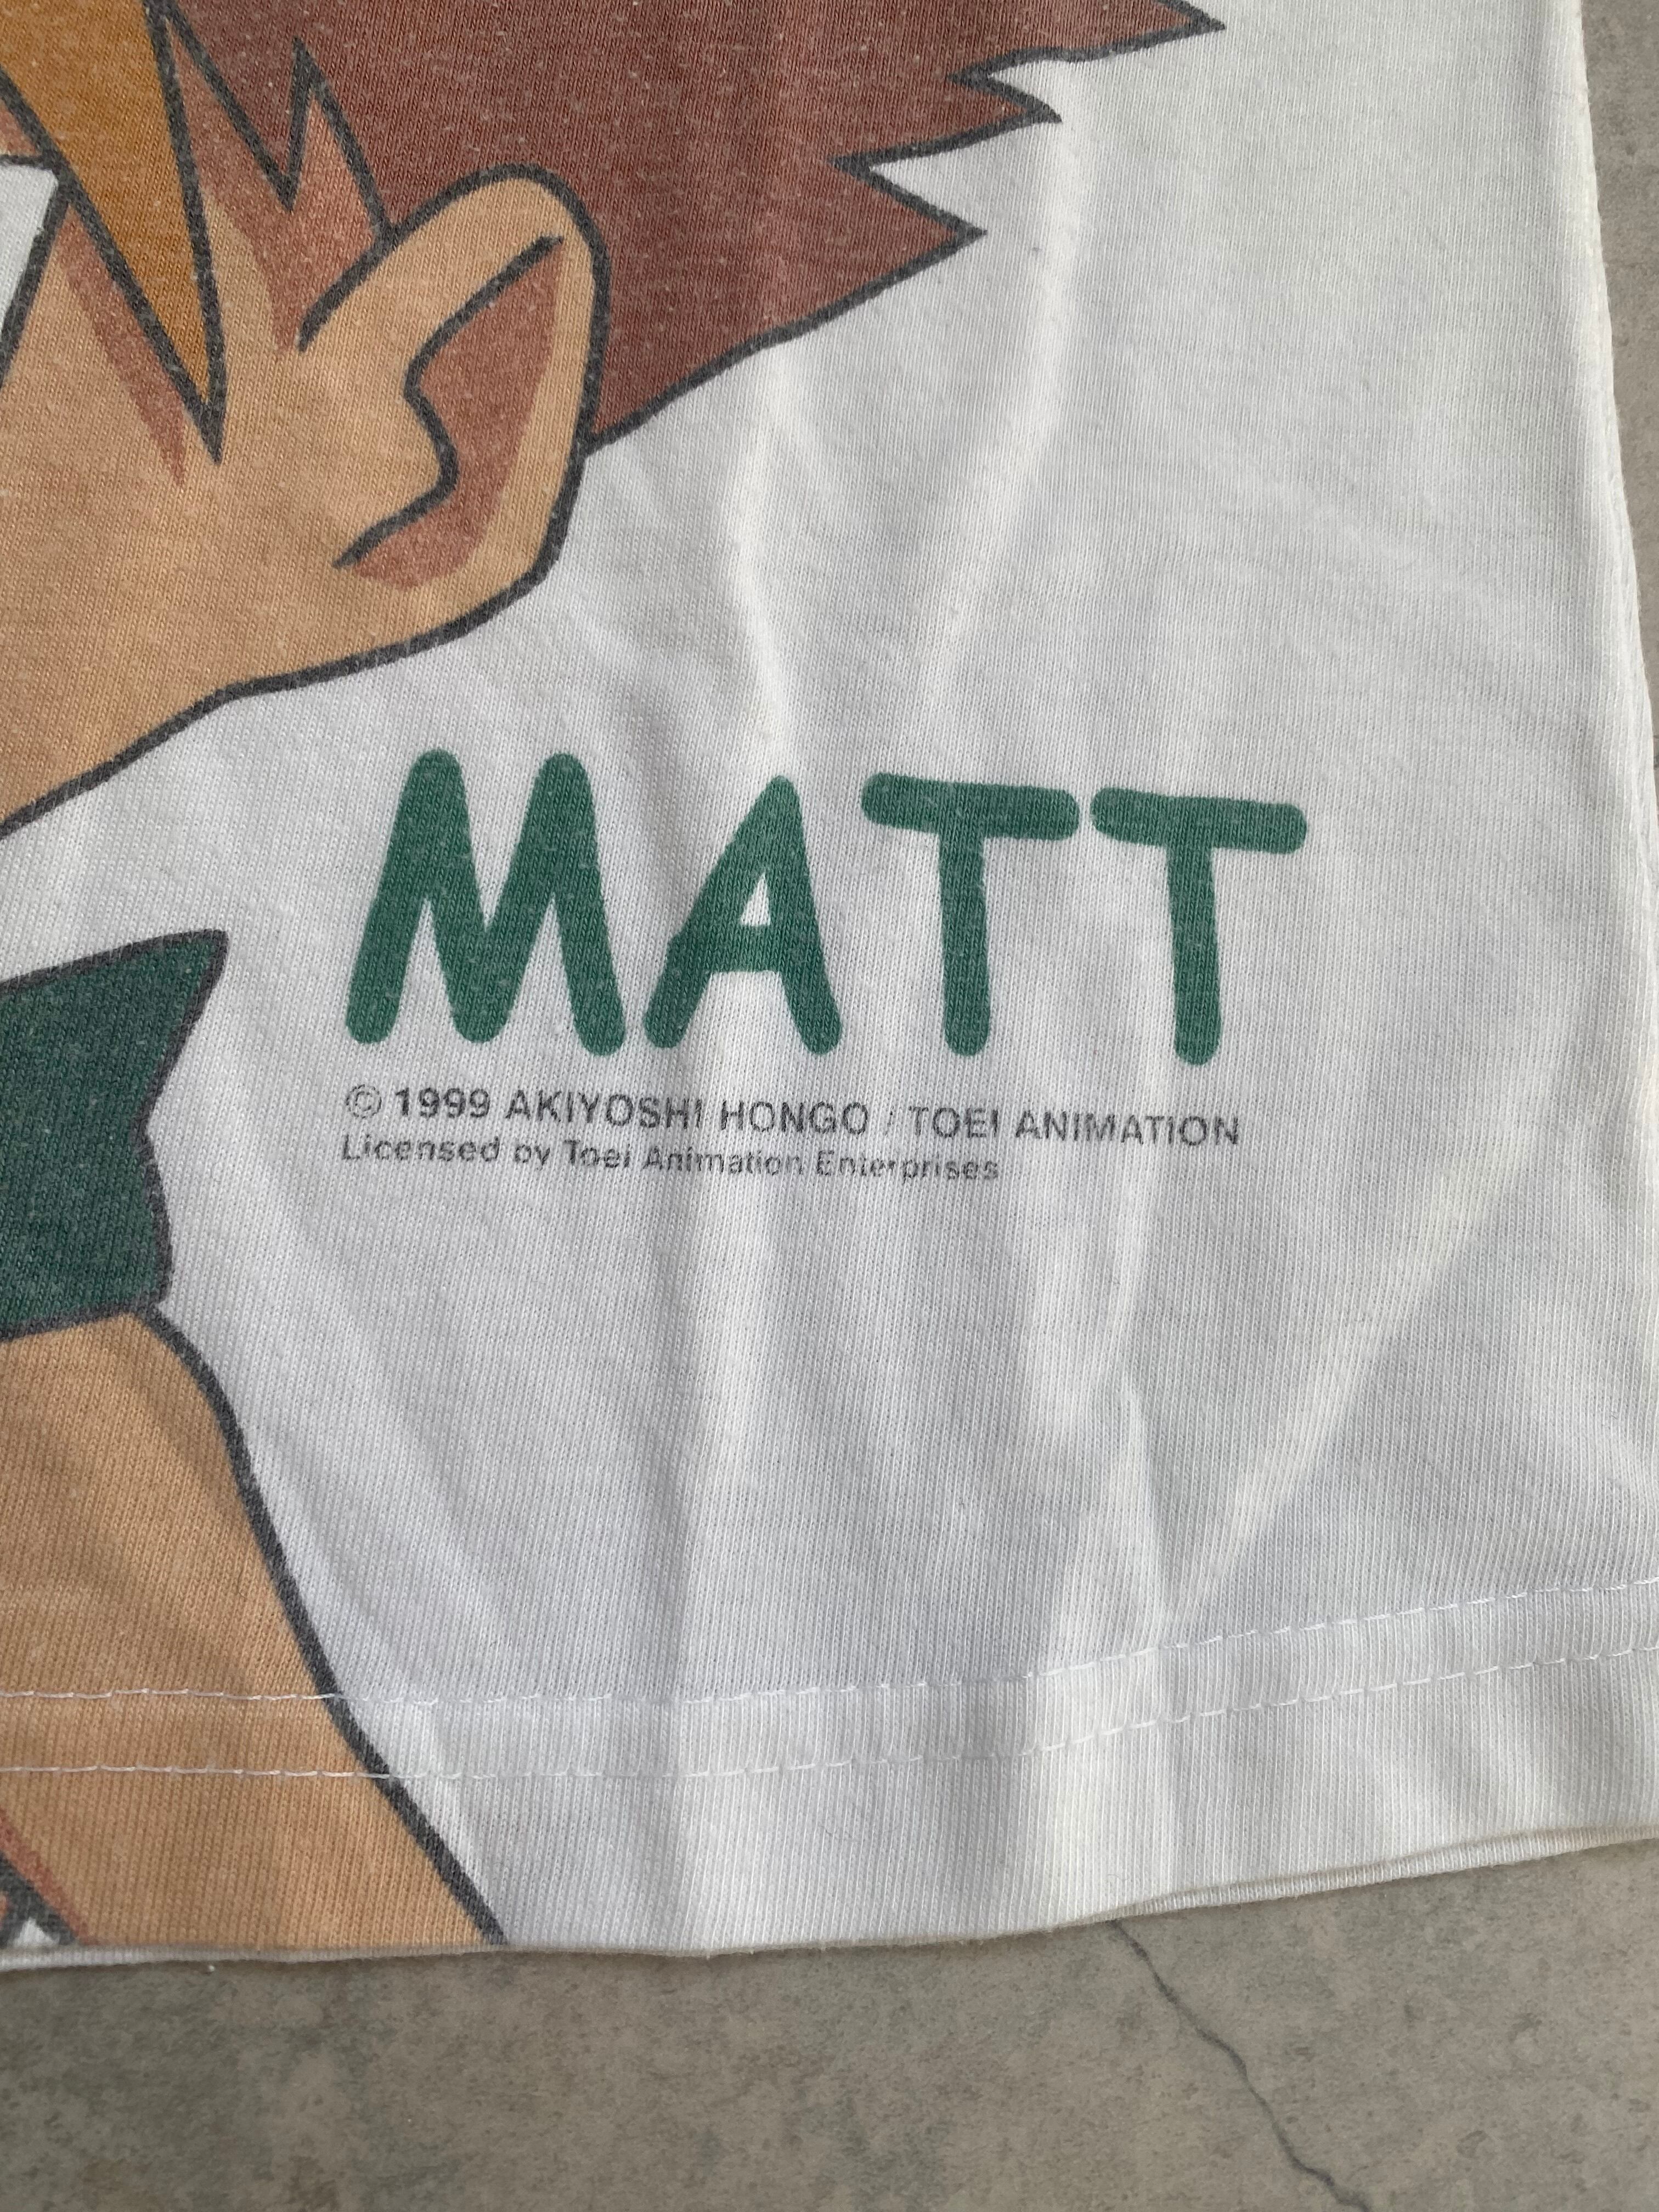 MATT
© 1999 AKIYOSHI HONGO / TOEI ANIMATION
Licensed by Toei Animation Enterprises